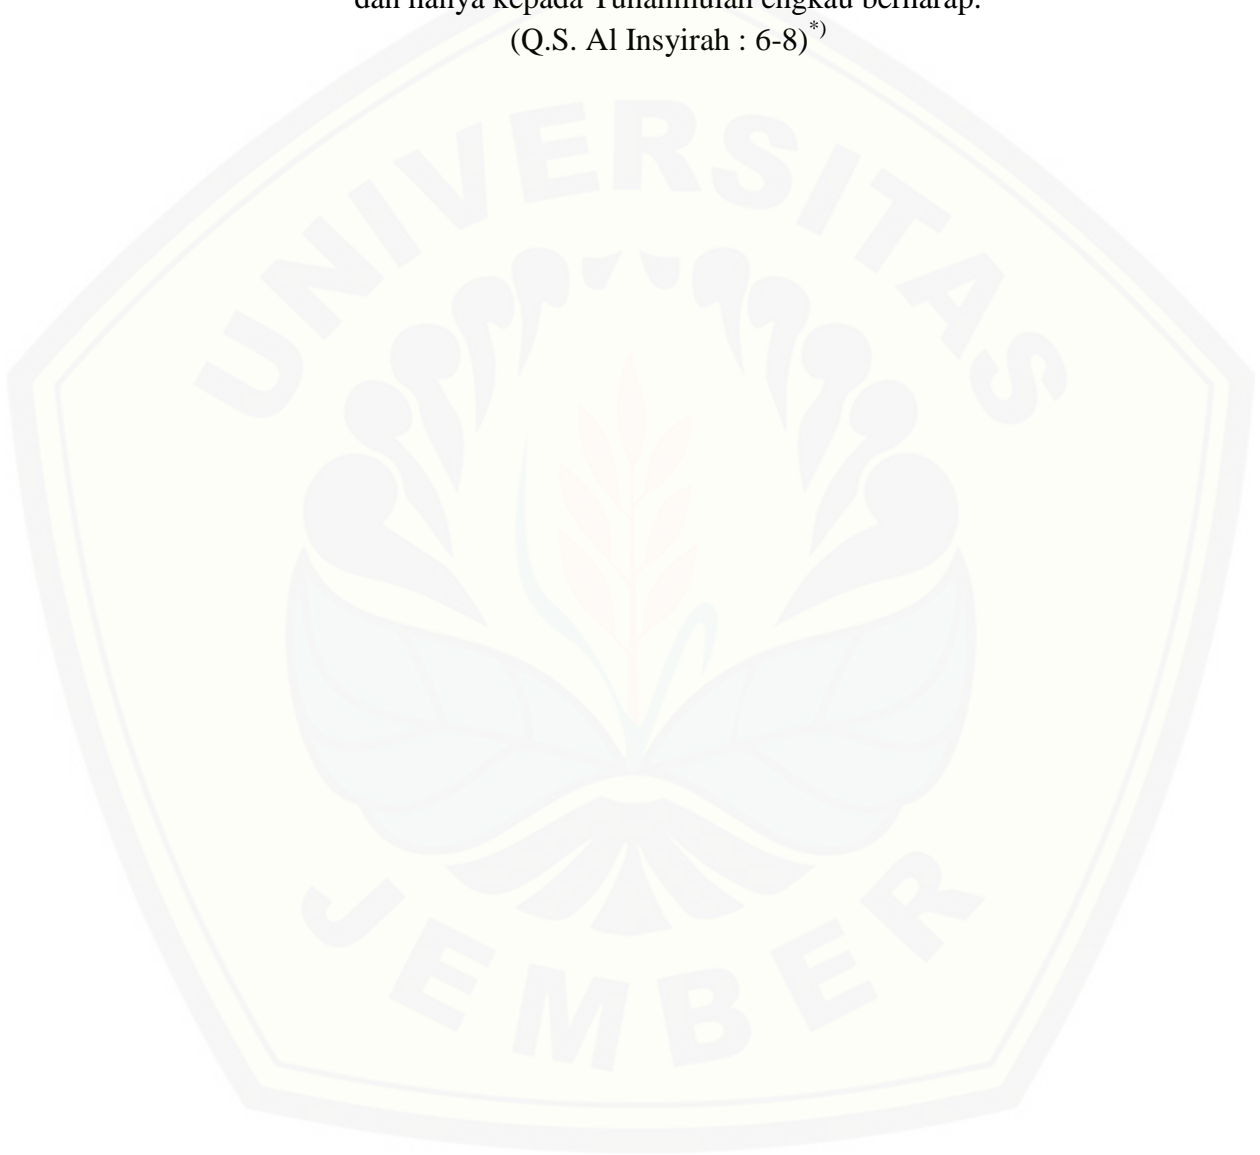 dan hanya kepada Tuhanmulah engkau berharap.
(Q.S. Al Insyirah : 6-8)*)
UNIVERSITAS
JEMBER